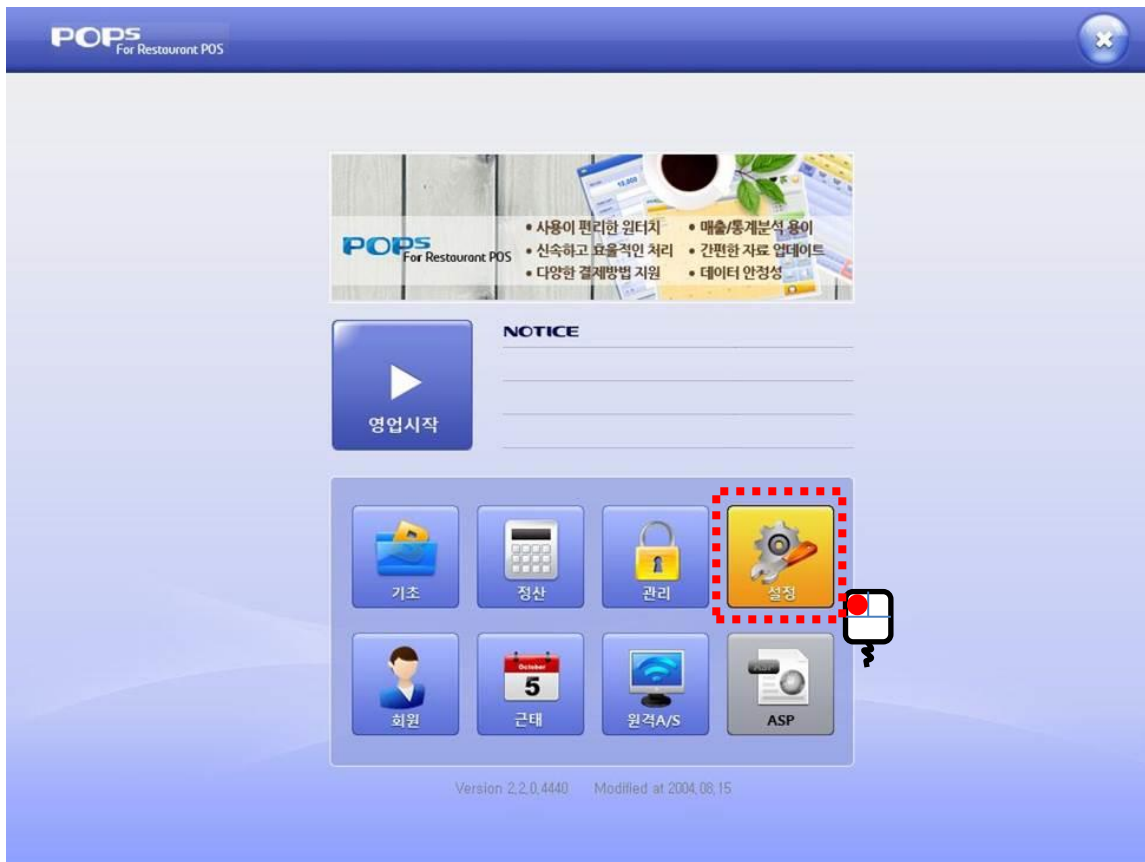 POPS
For Restaurant POS
POPS
For Restaurant POS
• 사용이 편리한 원터치
• 신속하고 효율적인 처리
• 다양한 결제방법 지원
• 매출/통계분석 용이
• 간편한 자료 업데이트
• 데이터 안정성
영업시작
NOTICE
기초
정산
관리
설정
회원
October
5
근태
원격A/S
ASP
Version 2.2.0.4440 Modified at 2004.08.15